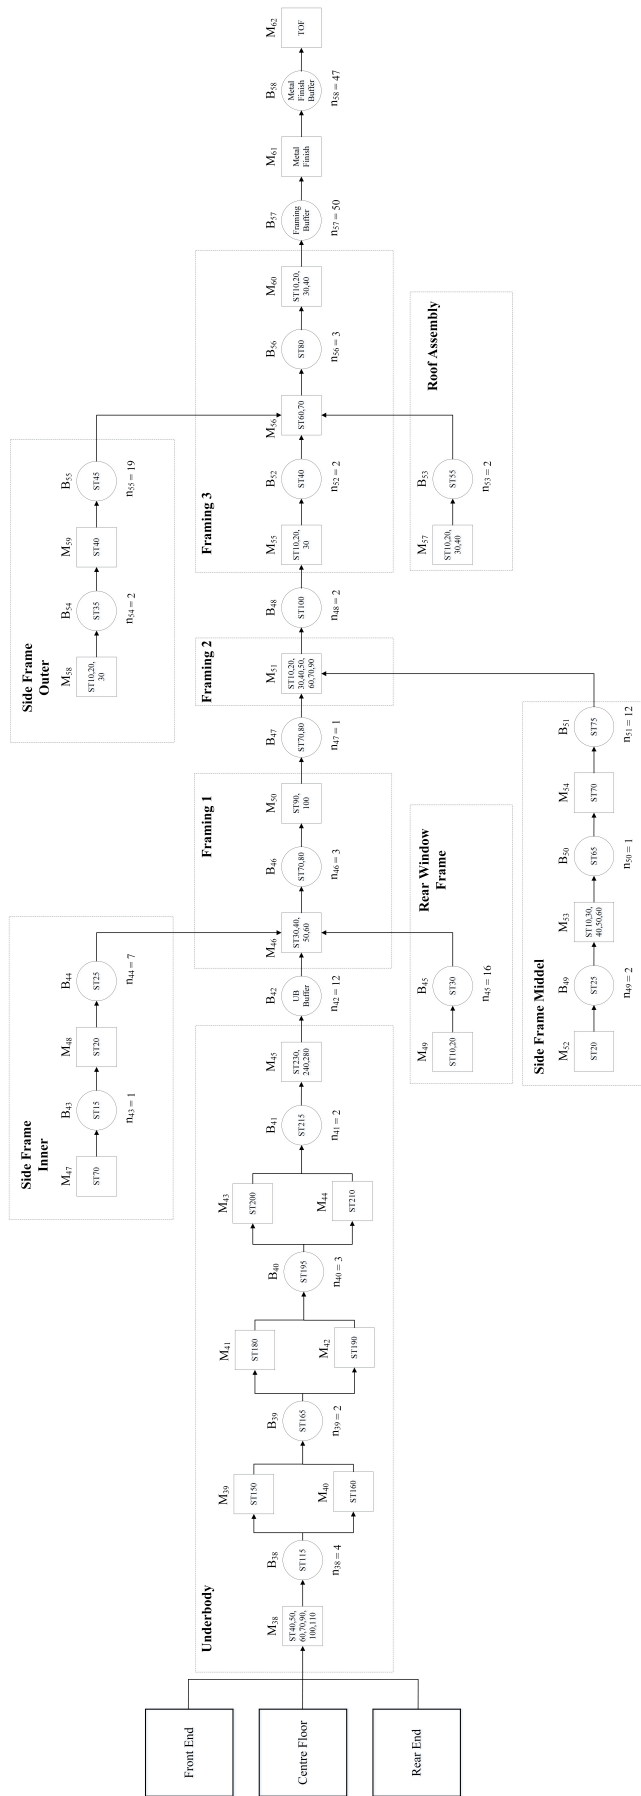 Front End
Centre Floor
Rear End
Underbody
M38
ST40,50,
60,70,90,
100,110
B38
ST115
n38 = 4
M39
ST150
M40
ST160
B39
ST165
n39 = 2
M41
ST180
M42
ST190
B40
ST195
n40 = 3
M43
ST200
M44
ST210
B41
ST215
n41 = 2
M45
ST230,
240,280
B42
UB
Buffer
n42 = 12
Side Frame
Inner
M47
ST70
B43
ST15
n43 = 1
M48
ST20
B44
ST25
n44 = 7
Framing 1
M46
ST30,40,
50,60
B46
ST70,80
n46 = 3
M50
ST90,
100
Rear Window
Frame
M49
ST10,20
B45
ST30
n45 = 16
B47
ST70,80
n47 = 1
Side Frame Middel
M52
ST20
B49
ST25
n49 = 2
M53
ST10,30,
40,50,60
B50
ST65
n50 = 1
M54
ST70
B51
ST75
n51 = 12
Framing 2
M51
ST10,20,
30,40,50,
60,70,90
B48
ST100
n48 = 2
Side Frame
Outer
M58
ST10,20,
30
B54
ST35
n54 = 2
M59
ST40
B55
ST45
n55 = 19
Framing 3
M55
ST10,20,
30
B52
ST40
n52 = 2
M56
ST60,70
B56
ST80
n56 = 3
M60
ST10,20,
30,40
Roof Assembly
M57
ST10,20,
30,40
B53
ST55
n53 = 2
B57
Framing
Buffer
n57 = 50
M61
Metal
Finish
B58
Metal
Finish
Buffer
n58 = 47
M62
TOF